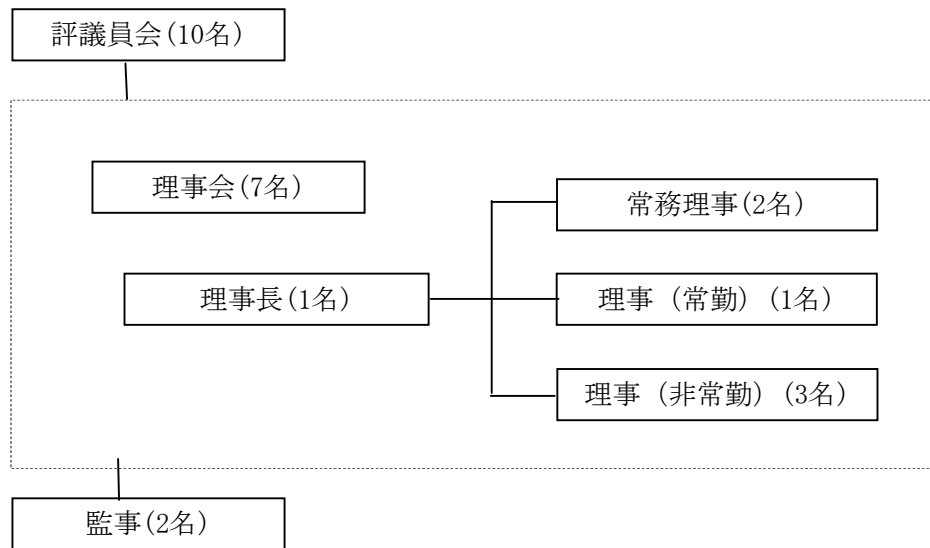 評議員会(10名)
理事会(7名)
常務理事(2名)
理事長(1名)
理事（常勤）(1名)
理事（非常勤）(3名)
監事(2名)